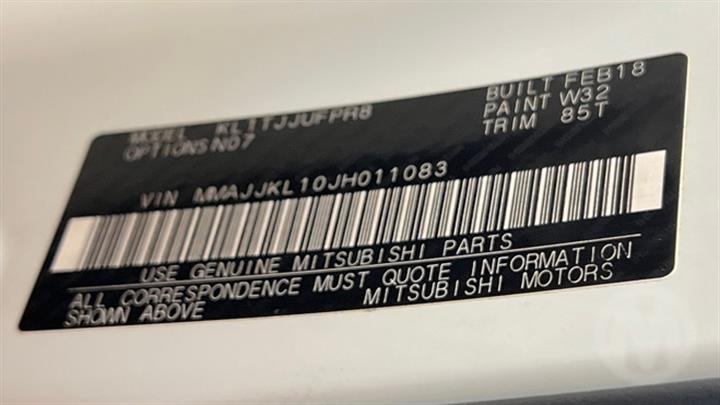 MODEL KL1TJJUFPR8 BUILT FEB18
OPTIONS N07 PAINT W32
TRIM 85T
VIN MMAJJKL10JH011083
USE GENUINE MITSUBISHI PARTS
ALL CORRESPONDENCE MUST QUOTE INFORMATION
SHOWN ABOVE MITSUBISHI MOTORS